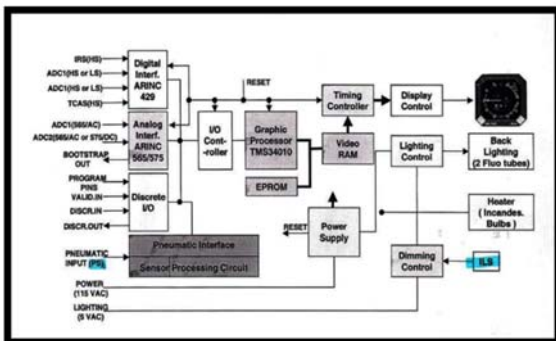 IRS(HS)
ADC1(HS or LS)
ADC1(HS or LS)
TCAS(HS)
Digital
Interf.
ARINC
429
ADC1(565/AC)
ADC2(565/AC or 575/DC)
BOOTSTRAP
OUT
Analog
Interf.
ARINC
565/575
PROGRAM
PINS
VALID.IN
DISCR.IN
DISCR.OUT
Discrete
I/O
PNEUMATIC
INPUT (PS)
Pneumatic Interface
Sensor Processing Circuit
POWER
(115 VAC)
LIGHTING
(5 VAC)
I/O
Cont-
roller
RESET
Graphic
Processor
TMS34010
EPROM
Timing
Controller
Video
RAM
RESET
Power
Supply
Display
Control
Lighting
Control
Dimming
Control
Back
Lighting
(2 Fluo tubes)
Heater
( Incandes.
Bulbs )
ILS